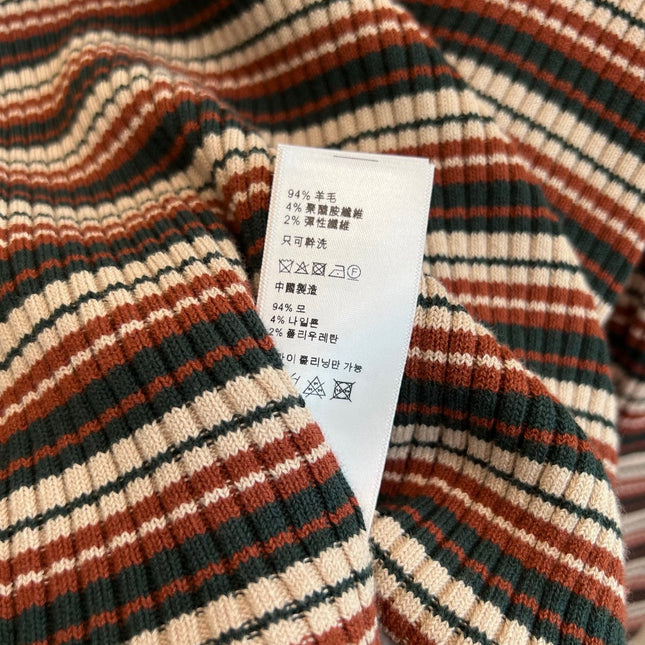 94% 羊毛
4% 聚醯胺纖維
2% 彈性纖維
只可幹洗
F
中國製造
94% 모
4% 나일론
2% 폴리우레탄
클리닝만 가능